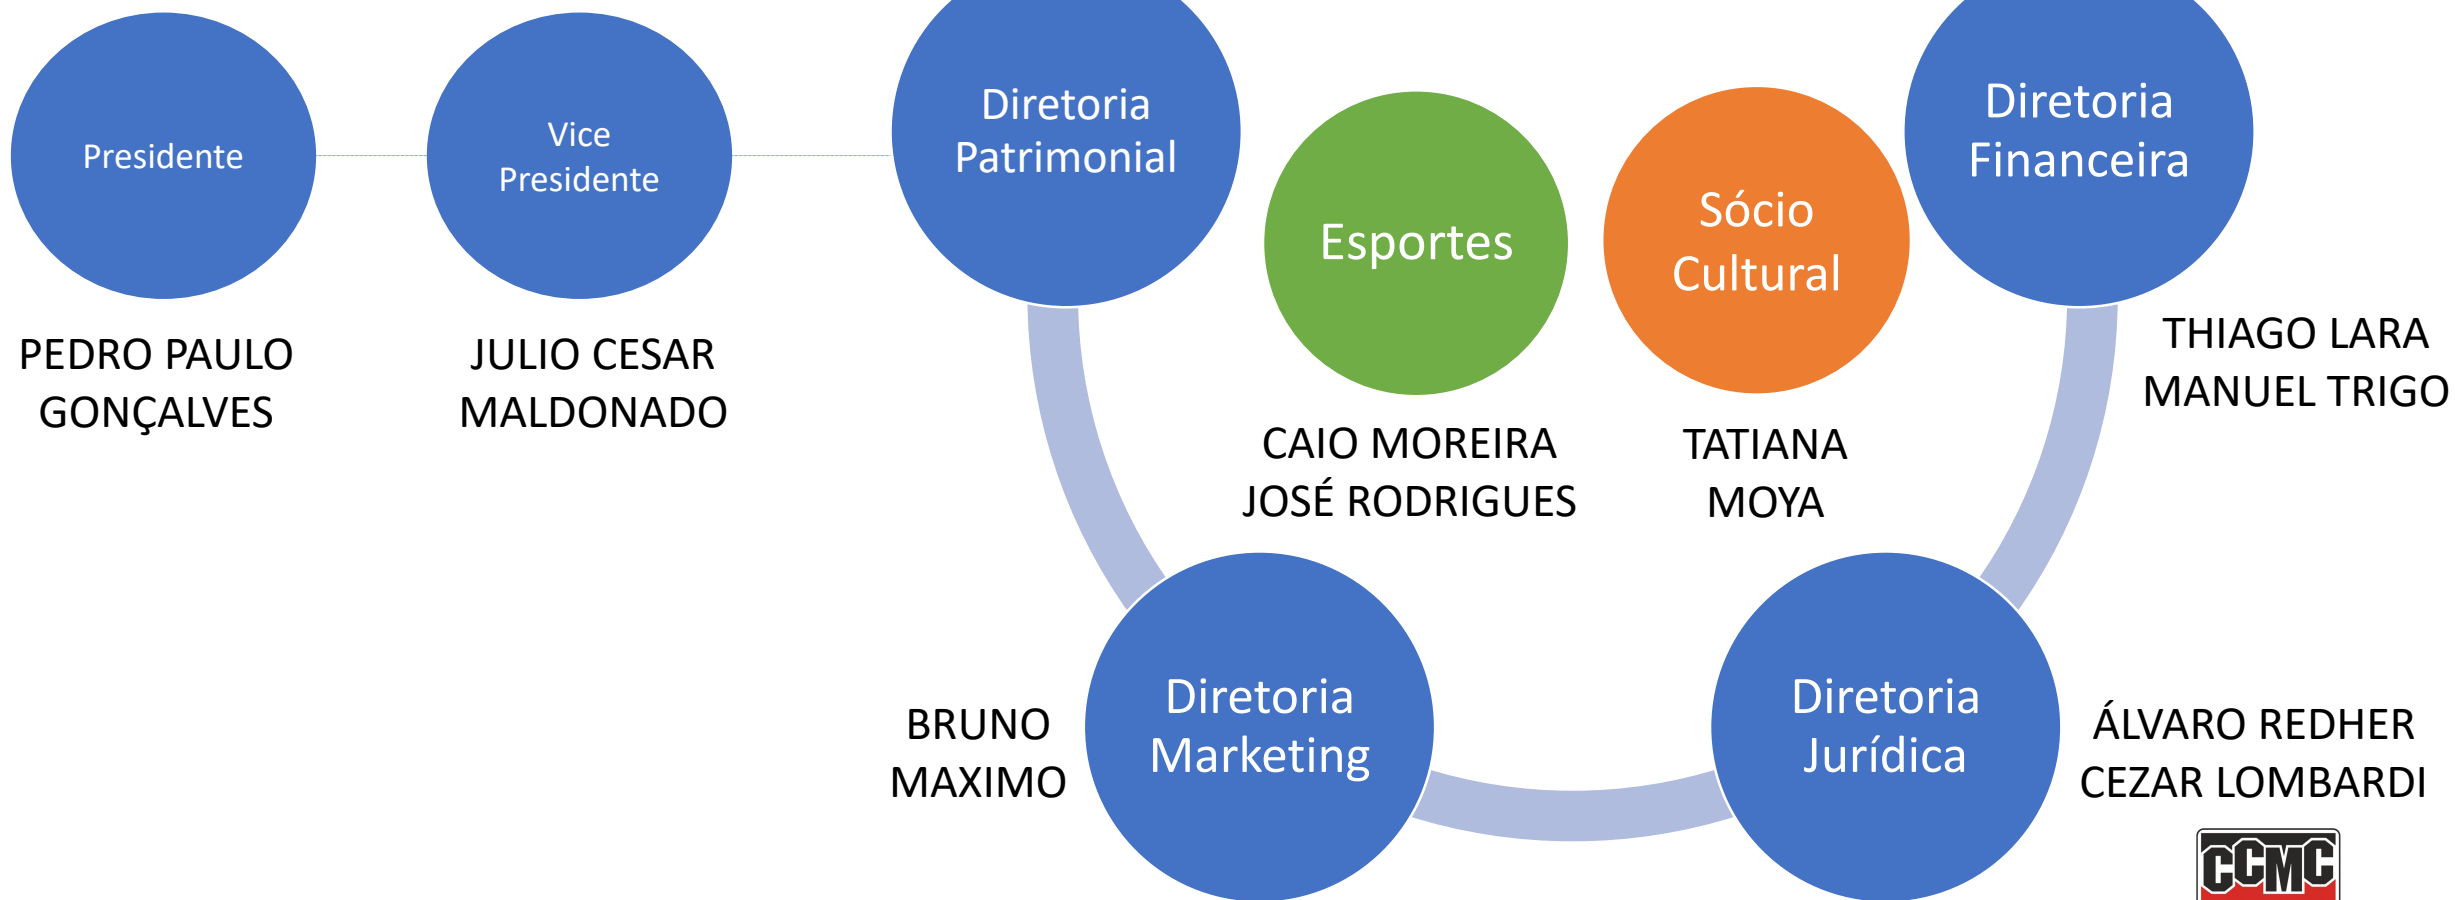 Presidente
PEDRO PAULO
GONÇALVES
Vice
Presidente
JULIO CESAR
MALDONADO
Diretoria
Patrimonial
Esportes
CAIO MOREIRA
JOSÉ RODRIGUES
Sócio
Cultural
TATIANA
MOYA
Diretoria
Financeira
THIAGO LARA
MANUEL TRIGO
BRUNO
MAXIMO
Diretoria
Marketing
Diretoria
Jurídica
ÁLVARO REDHER
CEZAR LOMBARDI
CCMC